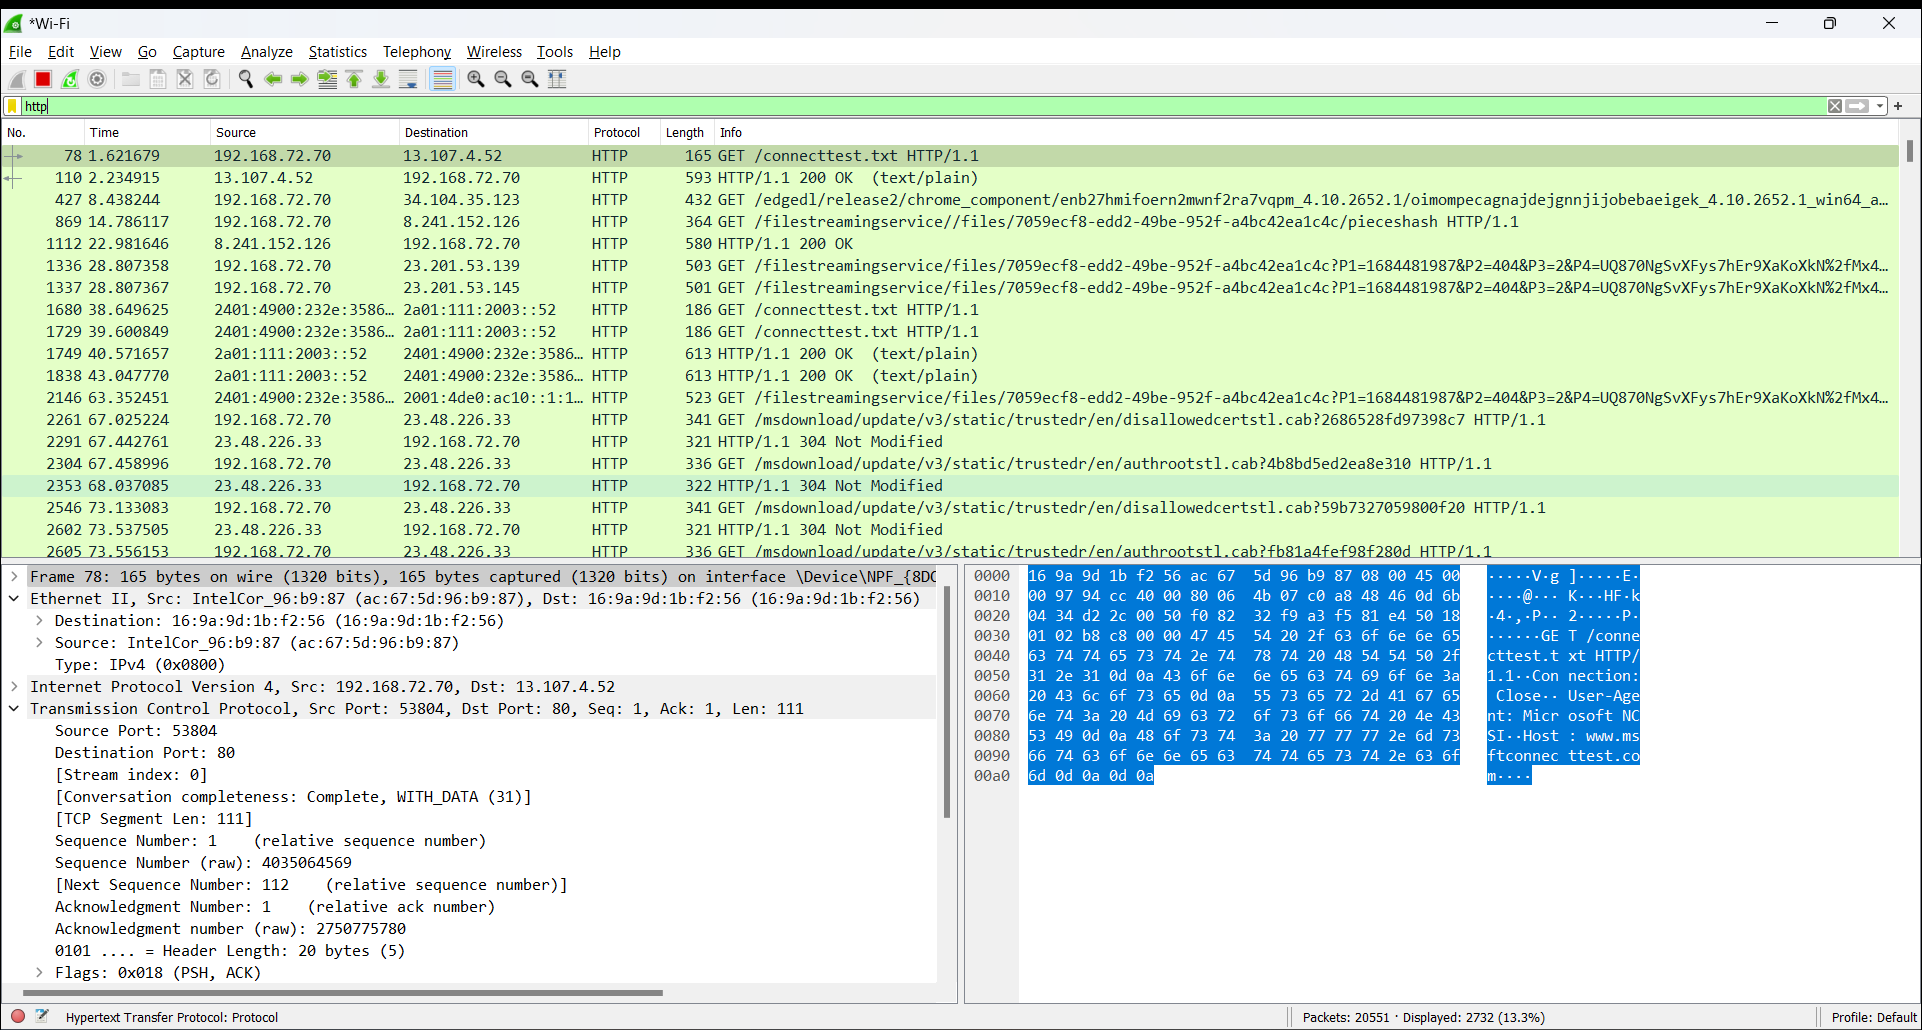 *Wi-Fi
File Edit View Go Capture Analyze Statistics Telephony Wireless Tools Help
http
No. Time Source Destination Protocol Length Info
78 1.621679 192.168.72.70 13.107.4.52 HTTP 165 GET /connecttest.txt HTTP/1.1
110 2.234915 13.107.4.52 192.168.72.70 HTTP 593 HTTP/1.1 200 OK (text/plain)
427 8.438244 192.168.72.70 34.104.35.123 HTTP 432 GET /edgedl/release2/chrome_component/enb27hmifoern2mwnf2ra7vqpm_4.10.2652.1/oimompecagnajdejgnnjijobebaeigek_4.10.2652.1_win64_a…
869 14.786117 192.168.72.70 8.241.152.126 HTTP 364 GET /filestreamingservice//files/7059ecf8-edd2-49be-952f-a4bc42ea1c4c/pieceshash HTTP/1.1
1112 22.981646 8.241.152.126 192.168.72.70 HTTP 580 HTTP/1.1 200 OK
1336 28.807358 192.168.72.70 23.201.53.139 HTTP 503 GET /filestreamingservice/files/7059ecf8-edd2-49be-952f-a4bc42ea1c4c?P1=1684481987&P2=404&P3=2&P4=UQ870NgSvXFys7hEr9XaKoXkN%2fMx4…
1337 28.807367 192.168.72.70 23.201.53.145 HTTP 501 GET /filestreamingservice/files/7059ecf8-edd2-49be-952f-a4bc42ea1c4c?P1=1684481987&P2=404&P3=2&P4=UQ870NgSvXFys7hEr9XaKoXkN%2fMx4…
1680 38.649625 2401:4900:232e:3586… 2a01:111:2003::52 HTTP 186 GET /connecttest.txt HTTP/1.1
1729 39.600849 2401:4900:232e:3586… 2a01:111:2003::52 HTTP 186 GET /connecttest.txt HTTP/1.1
1749 40.571657 2a01:111:2003::52 2401:4900:232e:3586… HTTP 613 HTTP/1.1 200 OK (text/plain)
1838 43.047770 2a01:111:2003::52 2401:4900:232e:3586… HTTP 613 HTTP/1.1 200 OK (text/plain)
2146 63.352451 2401:4900:232e:3586… 2001:4de0:ac10::1:1… HTTP 523 GET /filestreamingservice/files/7059ecf8-edd2-49be-952f-a4bc42ea1c4c?P1=1684481987&P2=404&P3=2&P4=UQ870NgSvXFys7hEr9XaKoXkN%2fMx4…
2261 67.025224 192.168.72.70 23.48.226.33 HTTP 341 GET /msdownload/update/v3/static/trustedr/en/disallowedcertstl.cab?2686528fd97398c7 HTTP/1.1
2291 67.442761 23.48.226.33 192.168.72.70 HTTP 321 HTTP/1.1 304 Not Modified
2304 67.458996 192.168.72.70 23.48.226.33 HTTP 336 GET /msdownload/update/v3/static/trustedr/en/authrootstl.cab?4b8bd5ed2ea8e310 HTTP/1.1
2353 68.037085 23.48.226.33 192.168.72.70 HTTP 322 HTTP/1.1 304 Not Modified
2546 73.133083 192.168.72.70 23.48.226.33 HTTP 341 GET /msdownload/update/v3/static/trustedr/en/disallowedcertstl.cab?59b7327059800f20 HTTP/1.1
2602 73.537505 23.48.226.33 192.168.72.70 HTTP 321 HTTP/1.1 304 Not Modified
2605 73.556153 192.168.72.70 23.48.226.33 HTTP 336 GET /msdownload/update/v3/static/trustedr/en/authrootstl.cab?fb81a4fef98f280d HTTP/1.1
Frame 78: 165 bytes on wire (1320 bits), 165 bytes captured (1320 bits) on interface \Device\NPF_{8DC
Ethernet II, Src: IntelCor_96:b9:87 (ac:67:5d:96:b9:87), Dst: 16:9a:9d:1b:f2:56 (16:9a:9d:1b:f2:56)
Destination: 16:9a:9d:1b:f2:56 (16:9a:9d:1b:f2:56)
Source: IntelCor_96:b9:87 (ac:67:5d:96:b9:87)
Type: IPv4 (0x0800)
Internet Protocol Version 4, Src: 192.168.72.70, Dst: 13.107.4.52
Transmission Control Protocol, Src Port: 53804, Dst Port: 80, Seq: 1, Ack: 1, Len: 111
Source Port: 53804
Destination Port: 80
[Stream index: 0]
[Conversation completeness: Complete, WITH_DATA (31)]
[TCP Segment Len: 111]
Sequence Number: 1 (relative sequence number)
Sequence Number (raw): 4035064569
[Next Sequence Number: 112 (relative sequence number)]
Acknowledgment Number: 1 (relative ack number)
Acknowledgment number (raw): 2750775780
0101 .... = Header Length: 20 bytes (5)
Flags: 0x018 (PSH, ACK)
0000 16 9a 9d 1b f2 56 ac 67 5d 96 b9 87 08 00 45 00 ·····V·g ]·····E·
0010 00 97 94 cc 40 00 80 06 4b 07 c0 a8 48 46 0d 6b ····@··· K···HF·k
0020 04 34 d2 2c 00 50 f0 82 32 f9 a3 f5 81 e4 50 18 ·4·,·P·· 2·····P·
0030 01 02 b8 c8 00 00 47 45 54 20 2f 63 6f 6e 6e 65 ······GE T /conne
0040 63 74 74 65 73 74 2e 74 78 74 20 48 54 54 50 2f cttest.t xt HTTP/
0050 31 2e 31 0d 0a 43 6f 6e 6e 65 63 74 69 6f 6e 3a 1.1··Con nection:
0060 20 43 6c 6f 73 65 0d 0a 55 73 65 72 2d 41 67 65 Close·· User-Age
0070 6e 74 3a 20 4d 69 63 72 6f 73 6f 66 74 20 4e 43 nt: Micr osoft NC
0080 53 49 0d 0a 48 6f 73 74 3a 20 77 77 77 2e 6d 73 SI··Host : www.ms
0090 66 74 63 6f 6e 6e 65 63 74 74 65 73 74 2e 63 6f ftconnec ttest.co
00a0 6d 0d 0a 0d 0a m····
Hypertext Transfer Protocol: Protocol Packets: 20551 · Displayed: 2732 (13.3%) Profile: Default